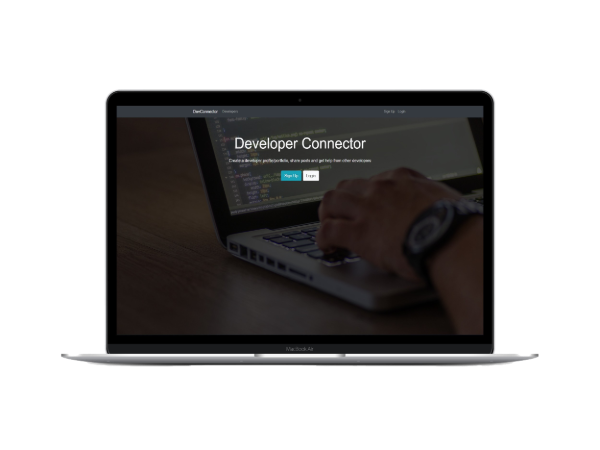 DevConnector Developers Sign Up Login
Developer Connector
Create a developer profile/portfolio, share posts and get help from other developers
Sign Up Login
MacBook Air